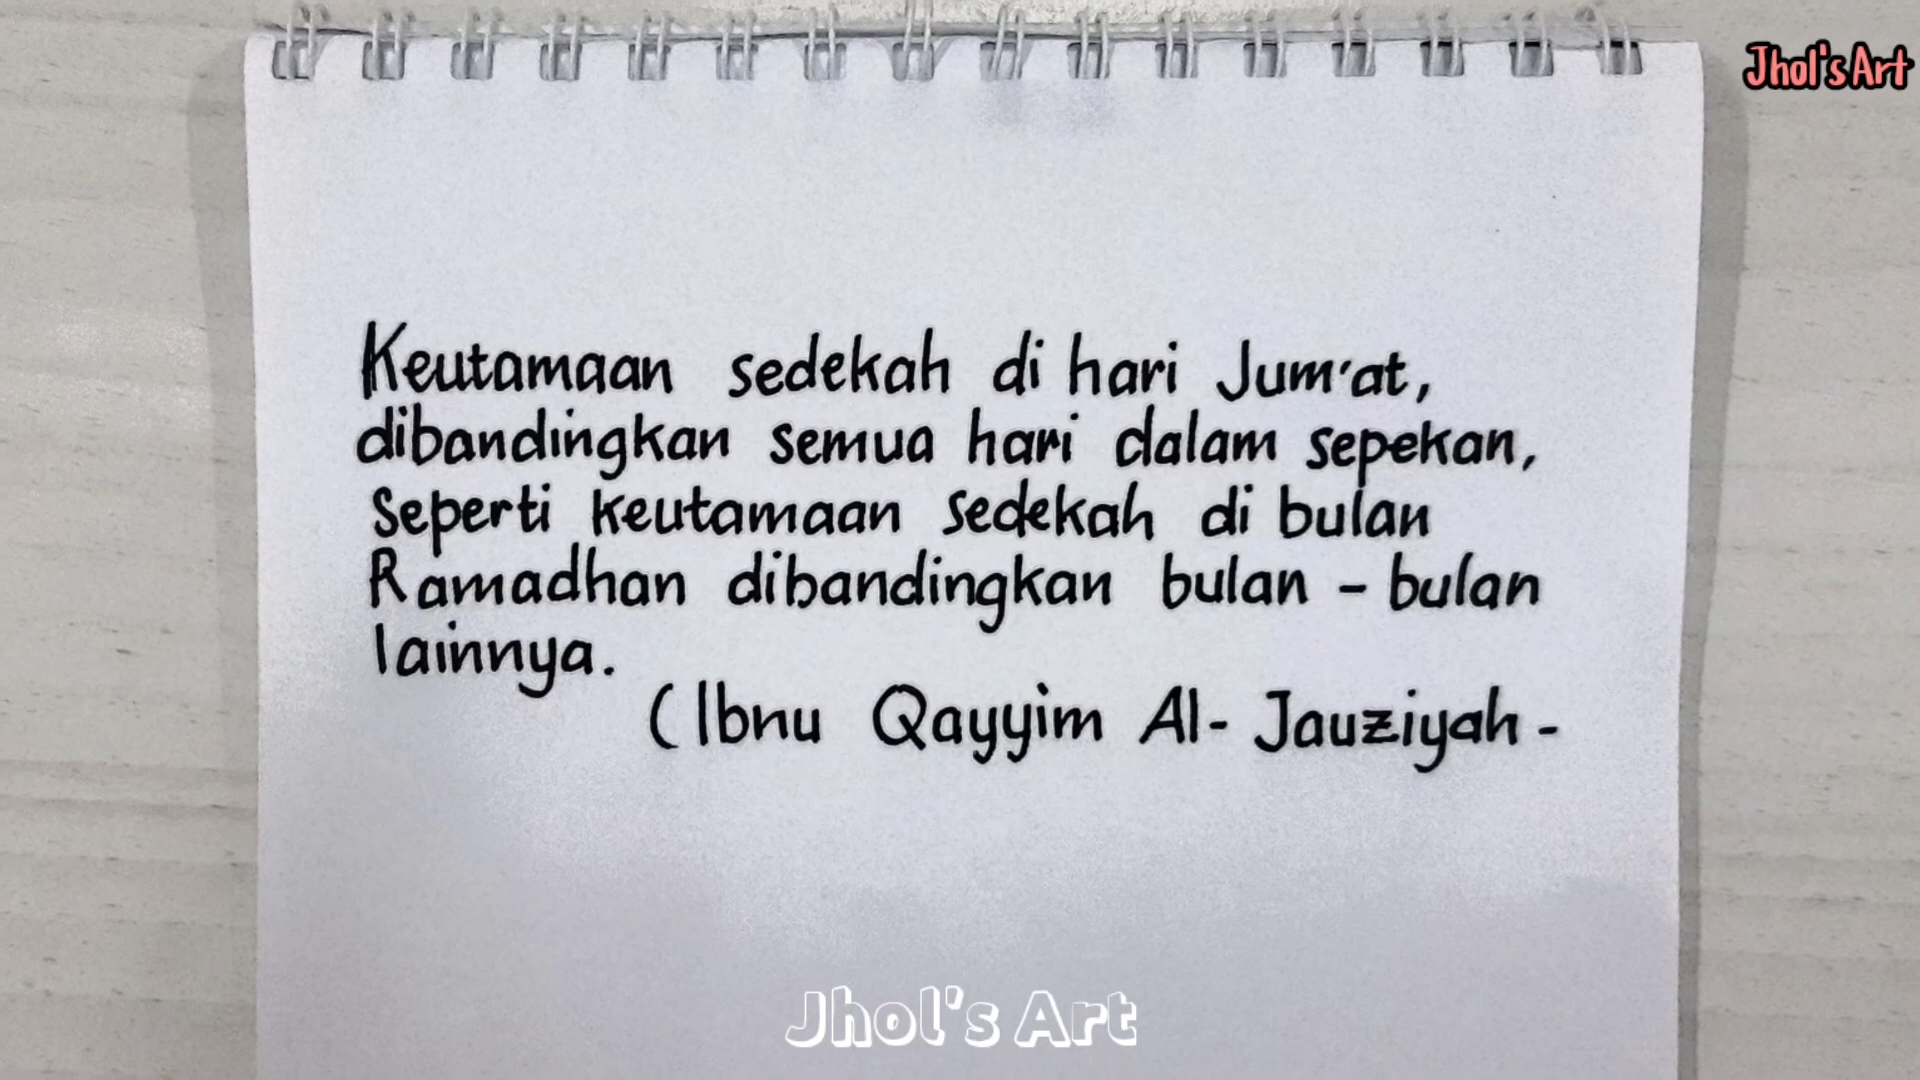 Jhol's Art
Keutamaan sedekah di hari Jum'at,
dibandingkan semua hari dalam sepekan,
Seperti keutamaan sedekah di bulan
Ramadhan dibandingkan bulan - bulan
lainnya.
(Ibnu Qayyim Al- Jauziyah -
Jhol's Art